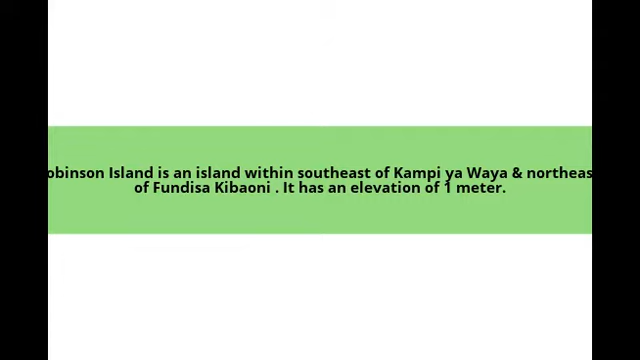 obinson Island is an island within southeast of Kampi ya Waya & northeas
of Fundisa Kibaoni . It has an elevation of 1 meter.